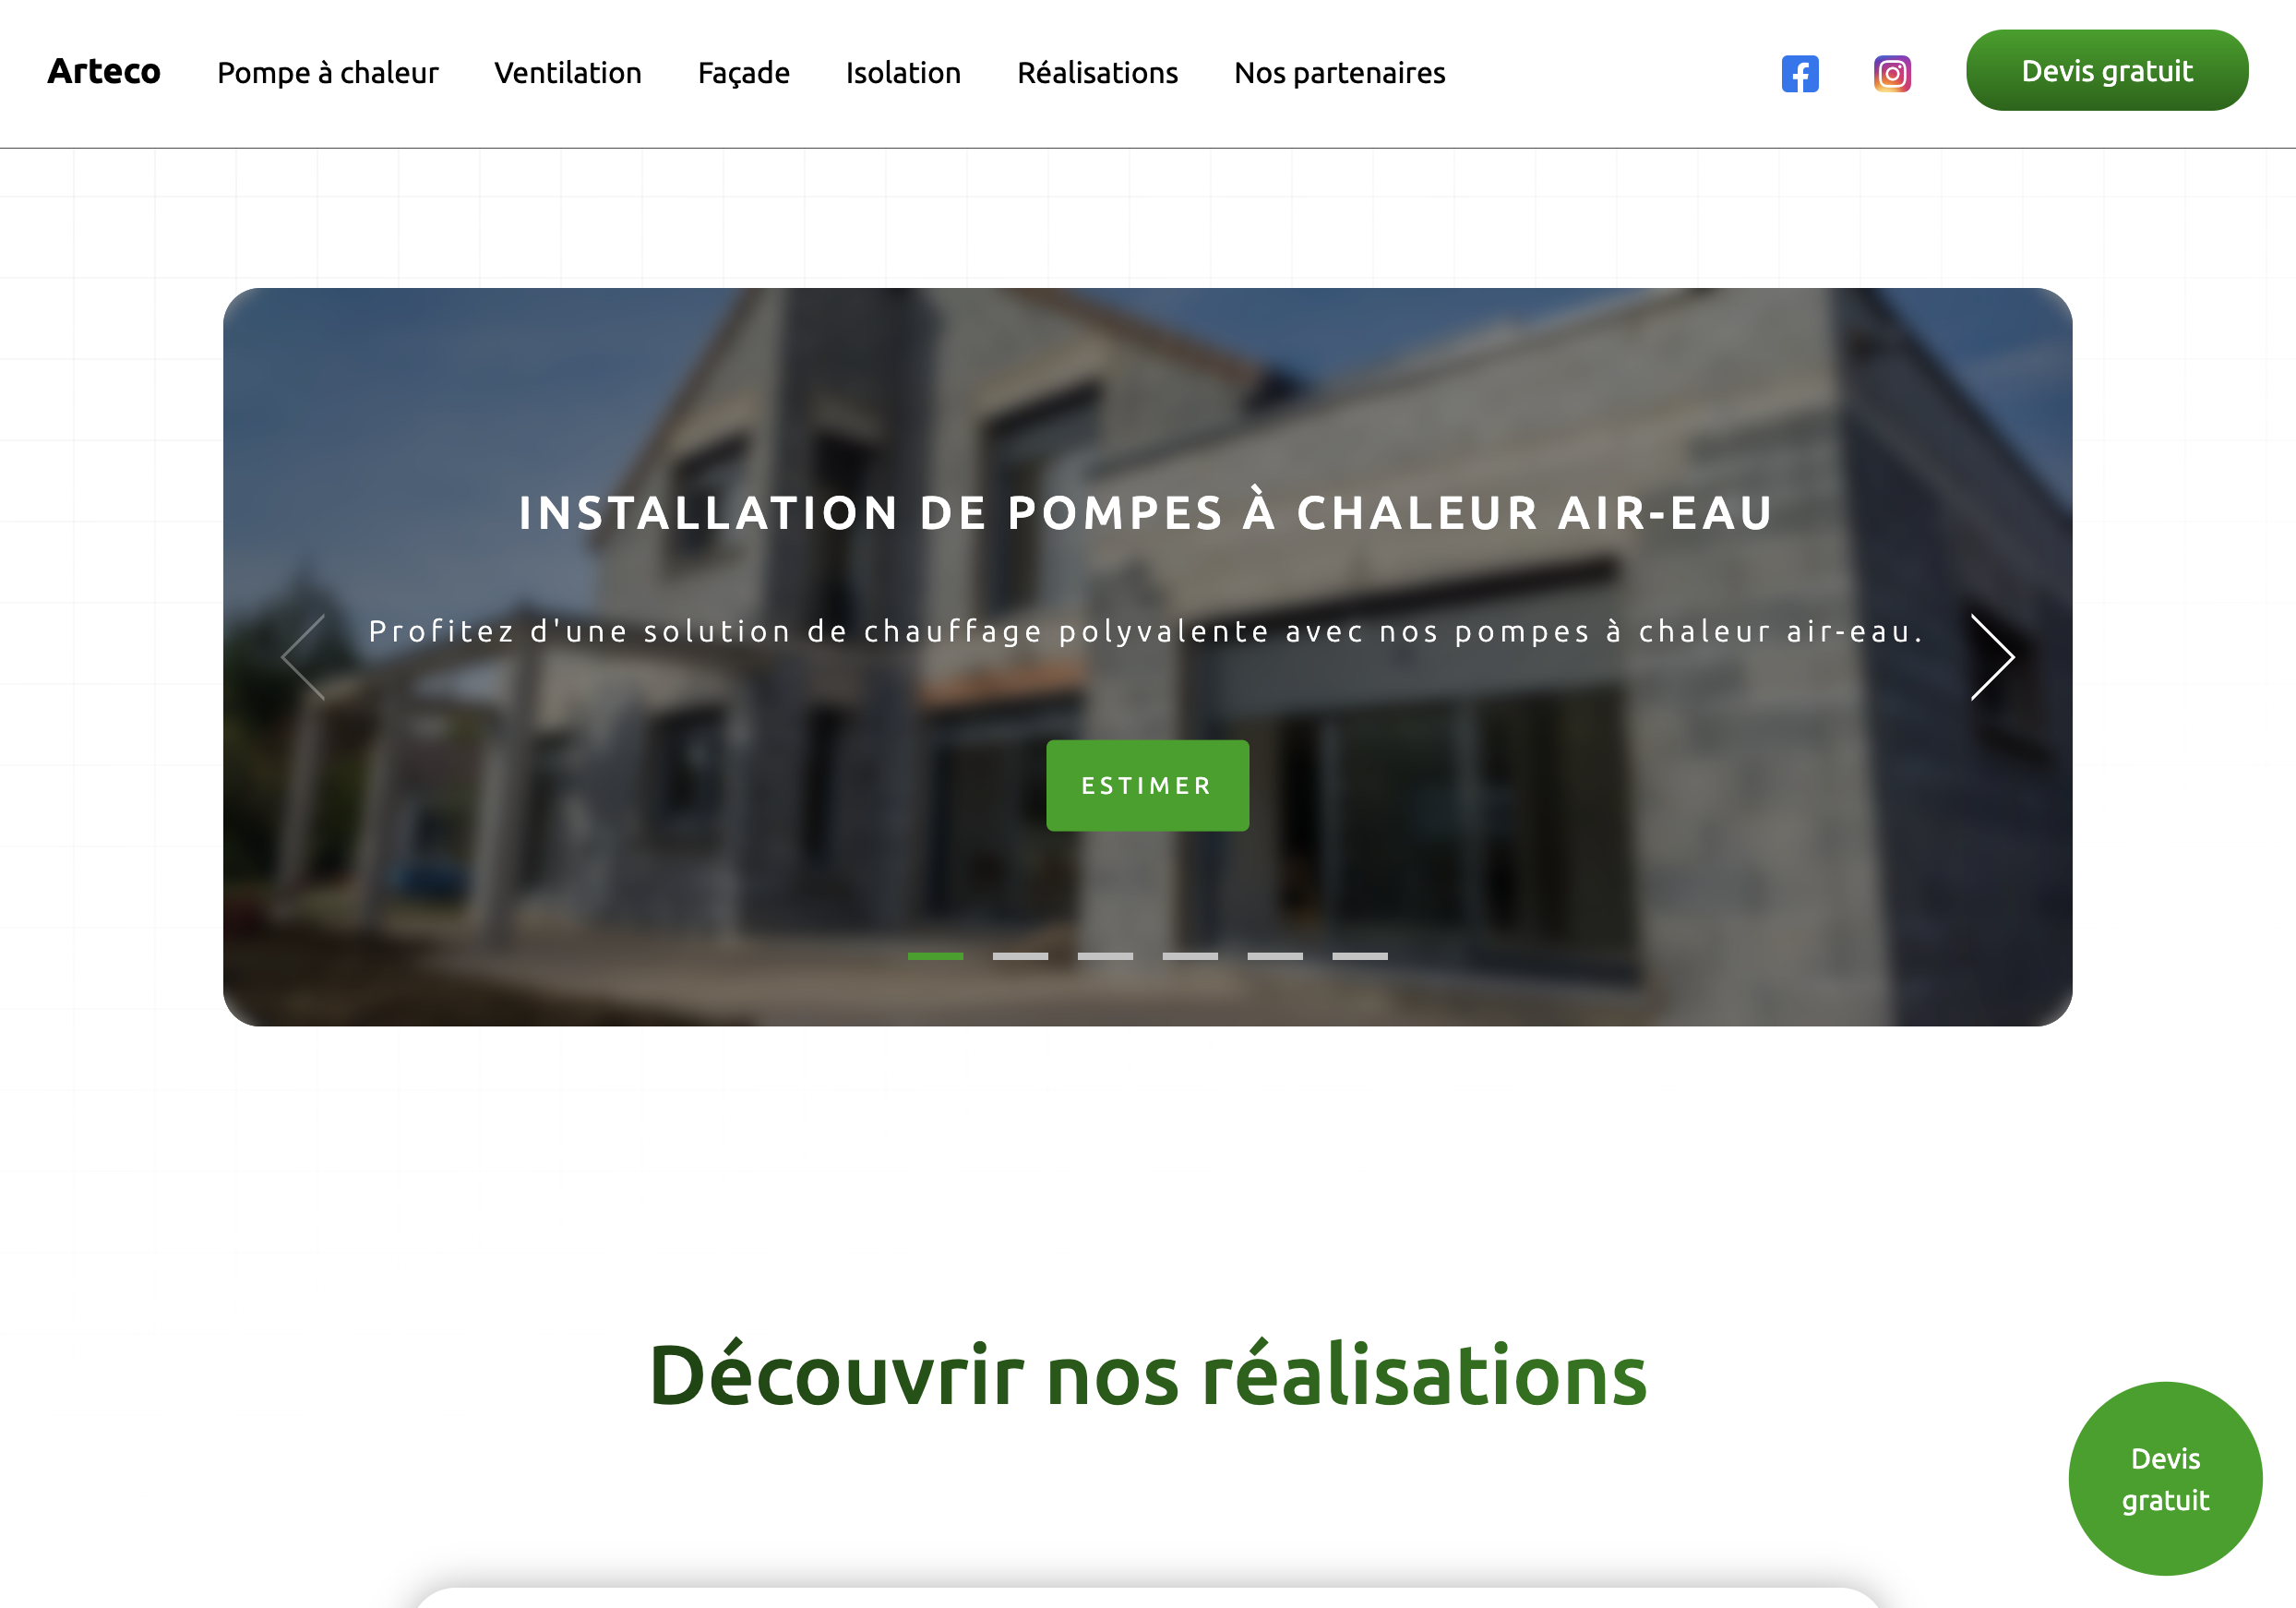 Arteco Pompe à chaleur Ventilation Façade Isolation Réalisations Nos partenaires Devis gratuit
INSTALLATION DE POMPES À CHALEUR AIR-EAU
Profitez d'une solution de chauffage polyvalente avec nos pompes à chaleur air-eau.
ESTIMER
Découvrir nos réalisations
Devis
gratuit